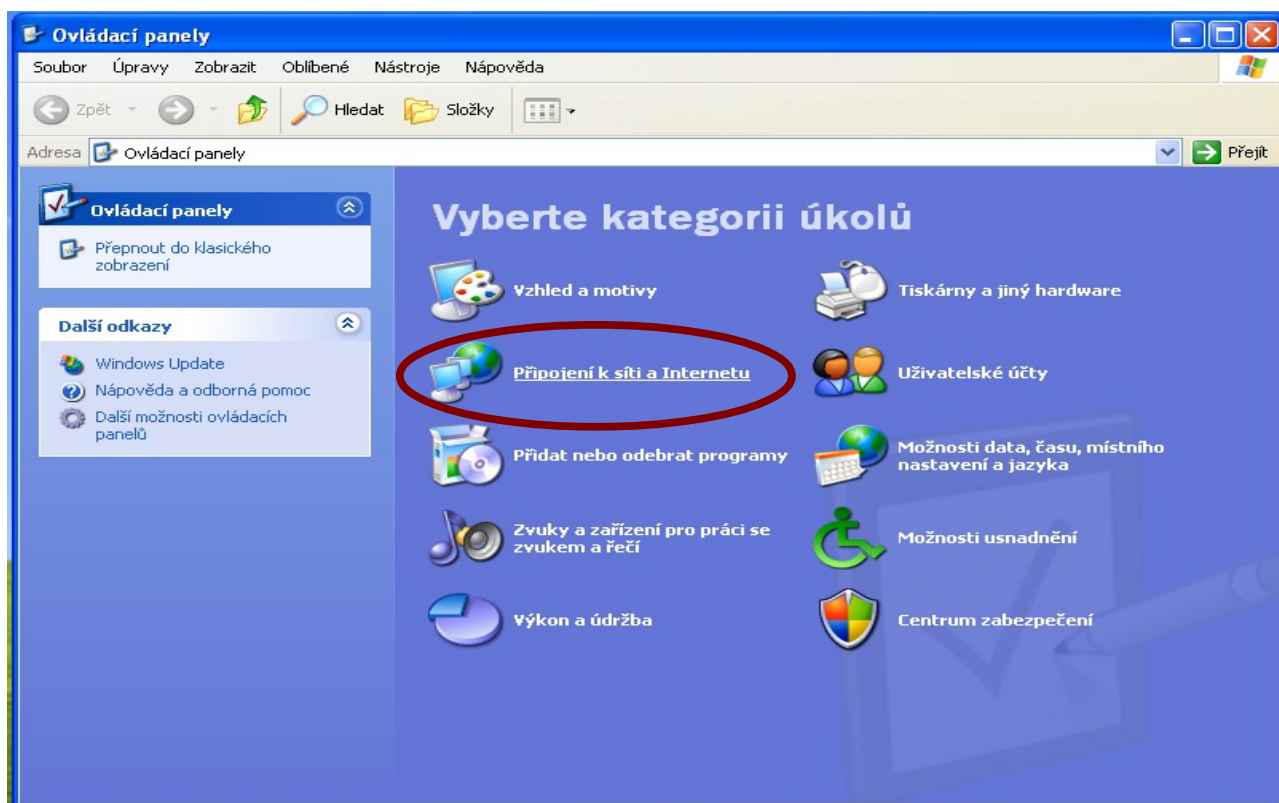 Ovládací panely
Soubor Úpravy Zobrazit Oblíbené Nástroje Nápověda
Zpět Hledat Složky
Adresa Ovládací panely Přejít
Ovládací panely
Přepnout do klasického
zobrazení
Další odkazy
Windows Update
Nápověda a odborná pomoc
Další možnosti ovládacích
panelů
Vyberte kategorii úkolů
Vzhled a motivy
Tiskárny a jiný hardware
Připojení k síti a Internetu
Uživatelské účty
Přidat nebo odebrat programy
Možnosti data, času, místního
nastavení a jazyka
Zvuky a zařízení pro práci se
zvukem a řečí
Možnosti usnadnění
Výkon a údržba
Centrum zabezpečení